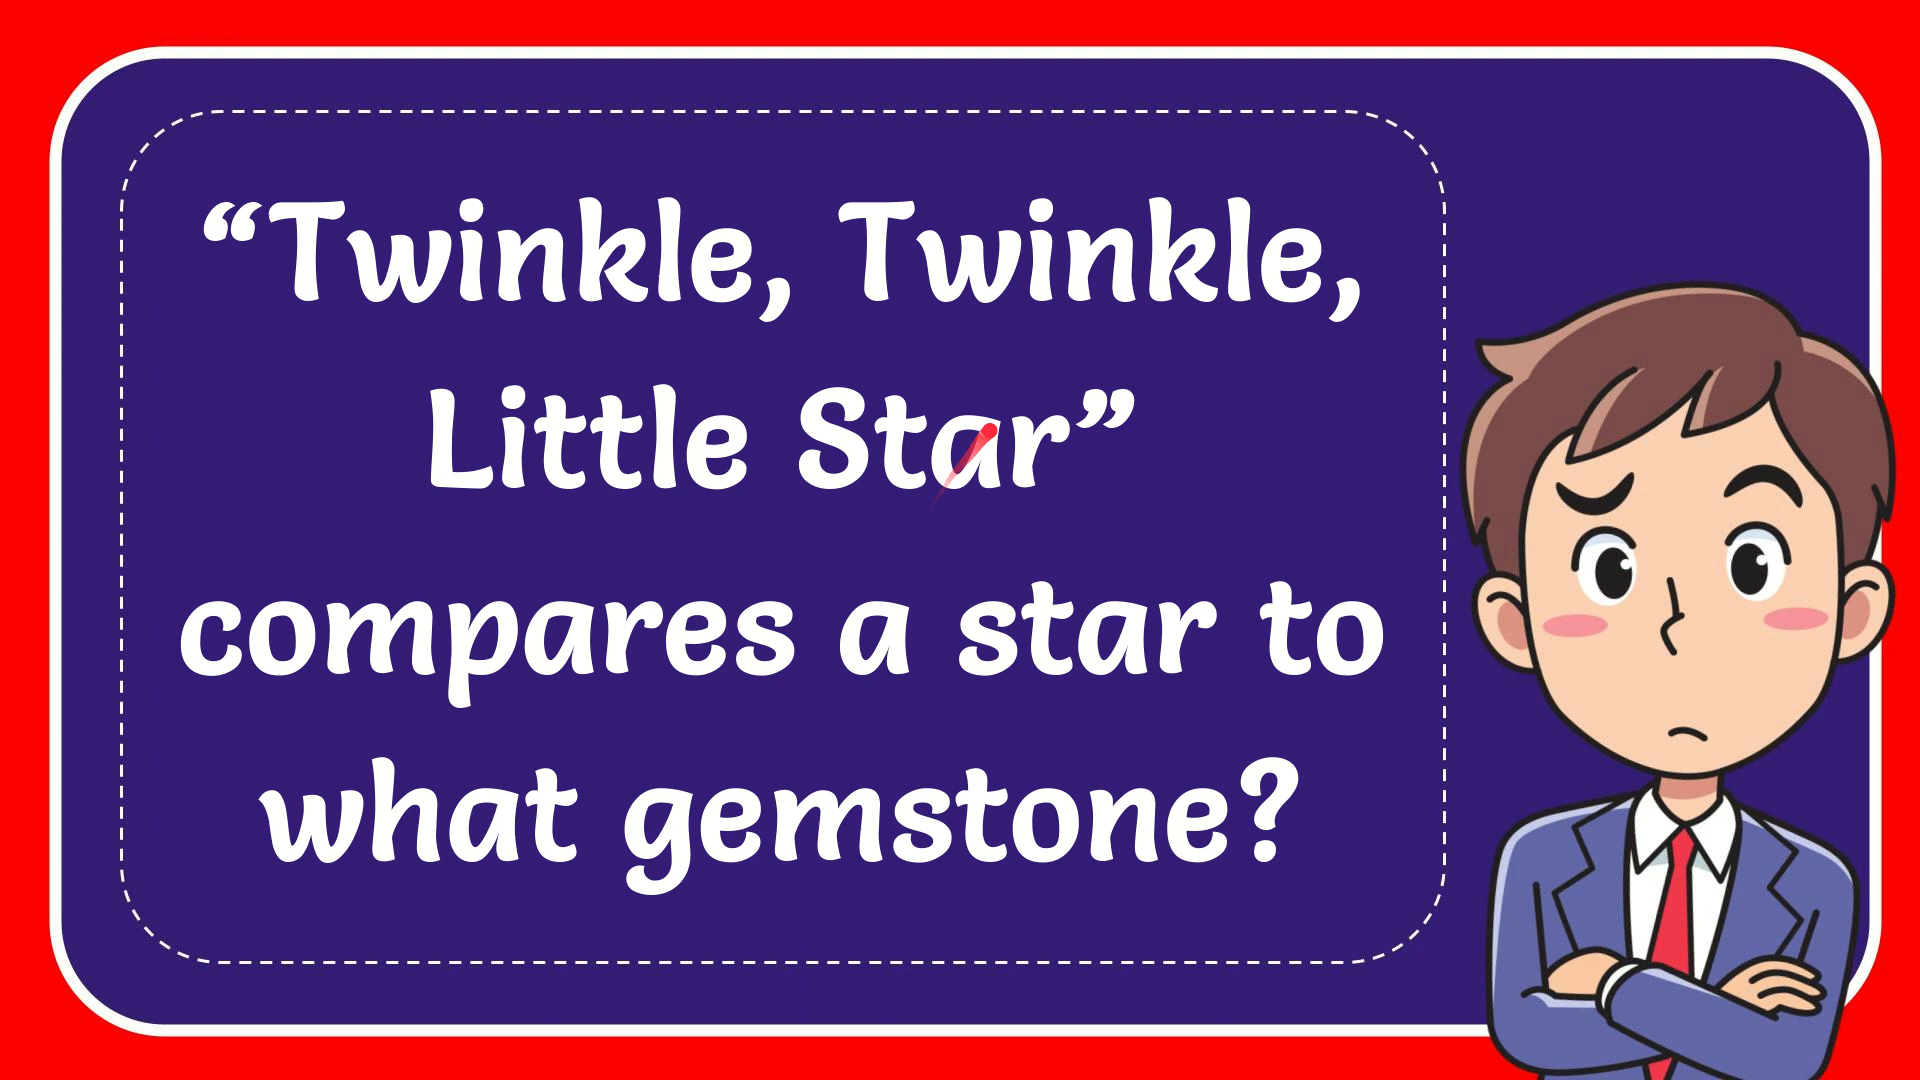 “Twinkle, Twinkle,
Little Star”
compares a star to
what gemstone?